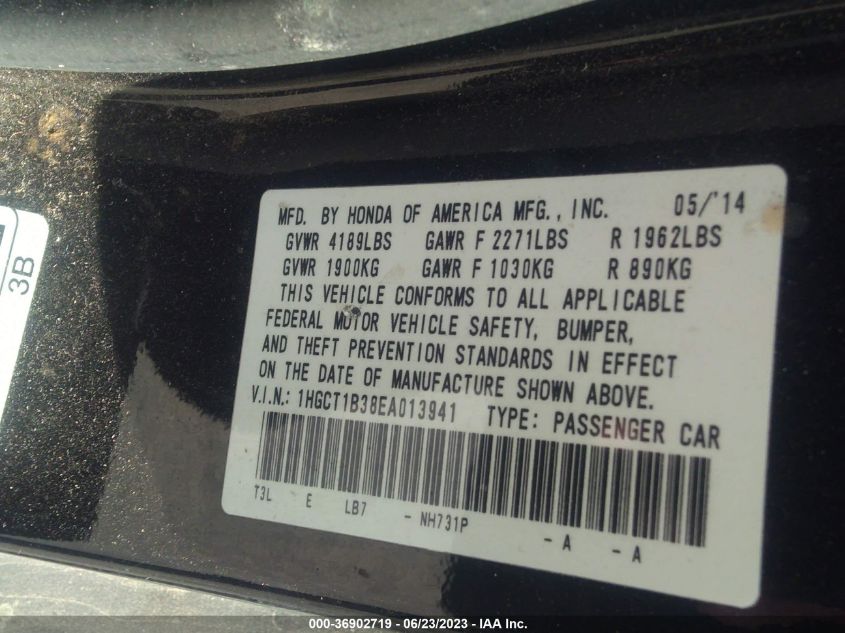 3B
MFD. BY HONDA OF AMERICA MFG., INC. 05/'14
GVWR 4189LBS GAWR F 2271LBS R 1962LBS
GVWR 1900KG GAWR F 1030KG R 890KG
THIS VEHICLE CONFORMS TO ALL APPLICABLE
FEDERAL MOTOR VEHICLE SAFETY, BUMPER,
AND THEFT PREVENTION STANDARDS IN EFFECT
ON THE DATE OF MANUFACTURE SHOWN ABOVE.
V.I.N.: 1HGCT1B38EA013941 TYPE: PASSENGER CAR
T3L E LB7 - NH731P - A - A
000-36902719 - 06/23/2023 - IAA Inc.